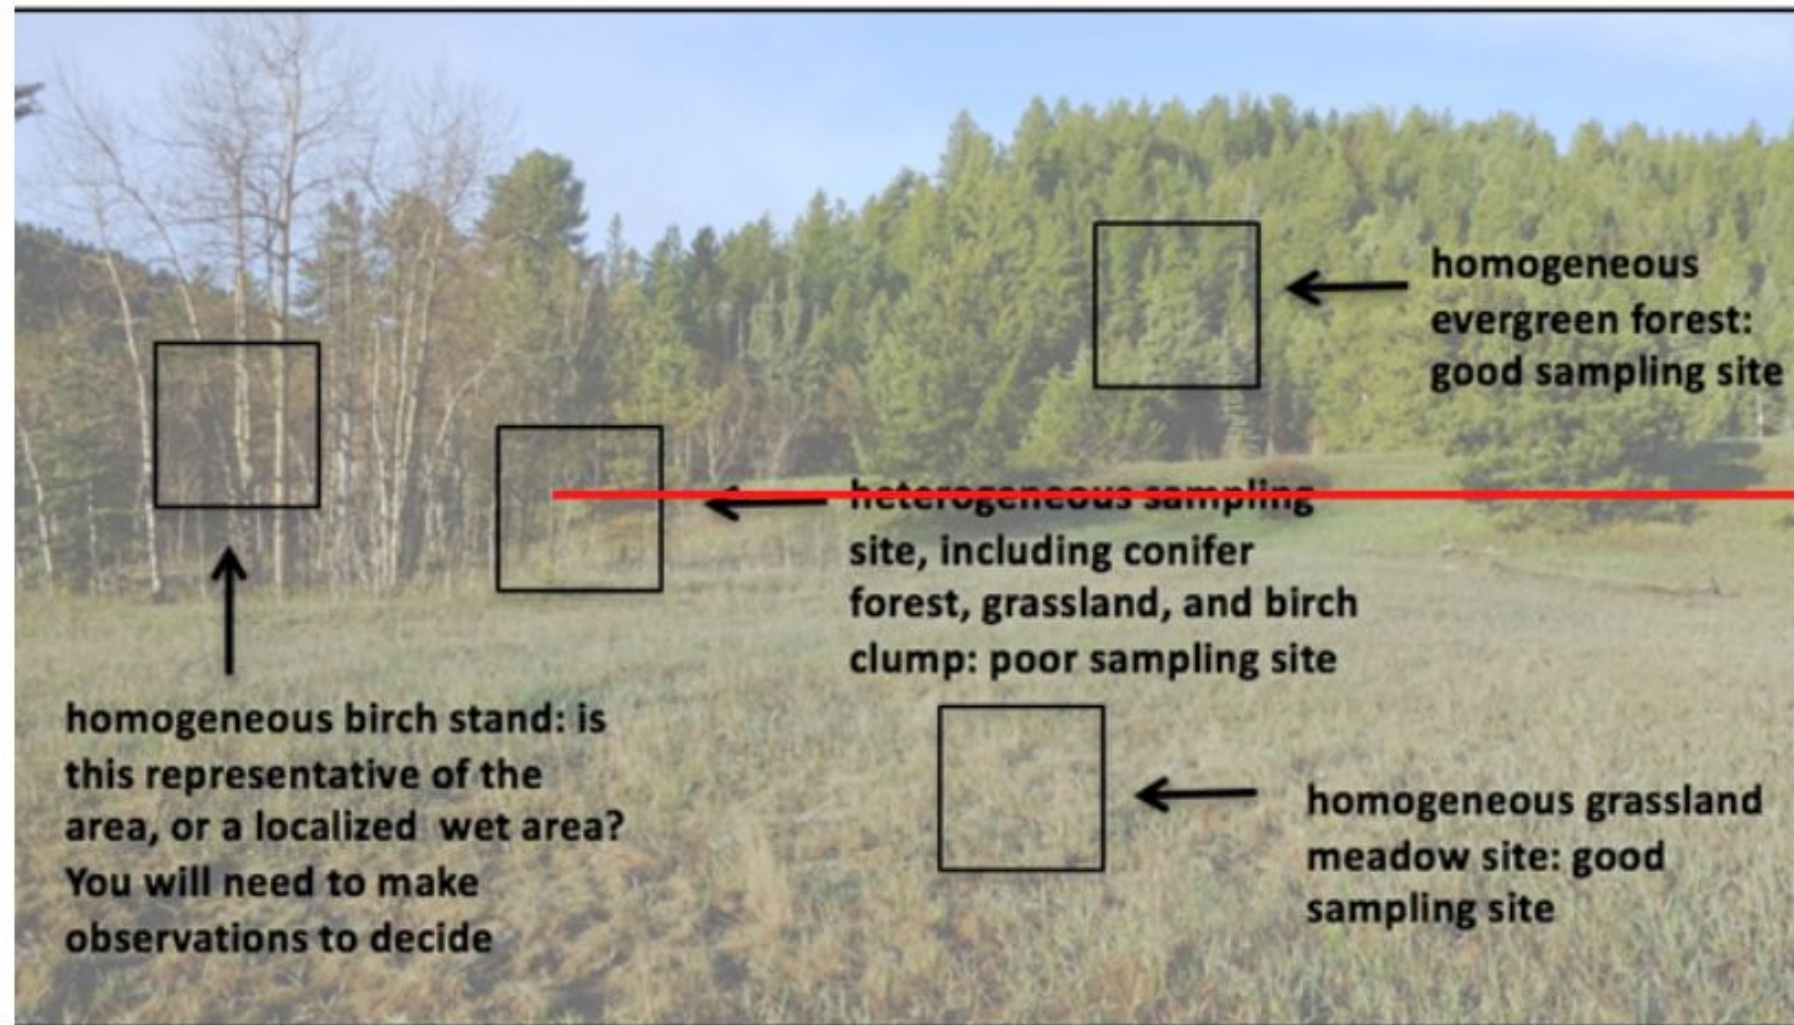 homogeneous
evergreen forest:
good sampling site
heterogeneous sampling
site, including conifer
forest, grassland, and birch
clump: poor sampling site
homogeneous birch stand: is
this representative of the
area, or a localized wet area?
You will need to make
observations to decide
homogeneous grassland
meadow site: good
sampling site